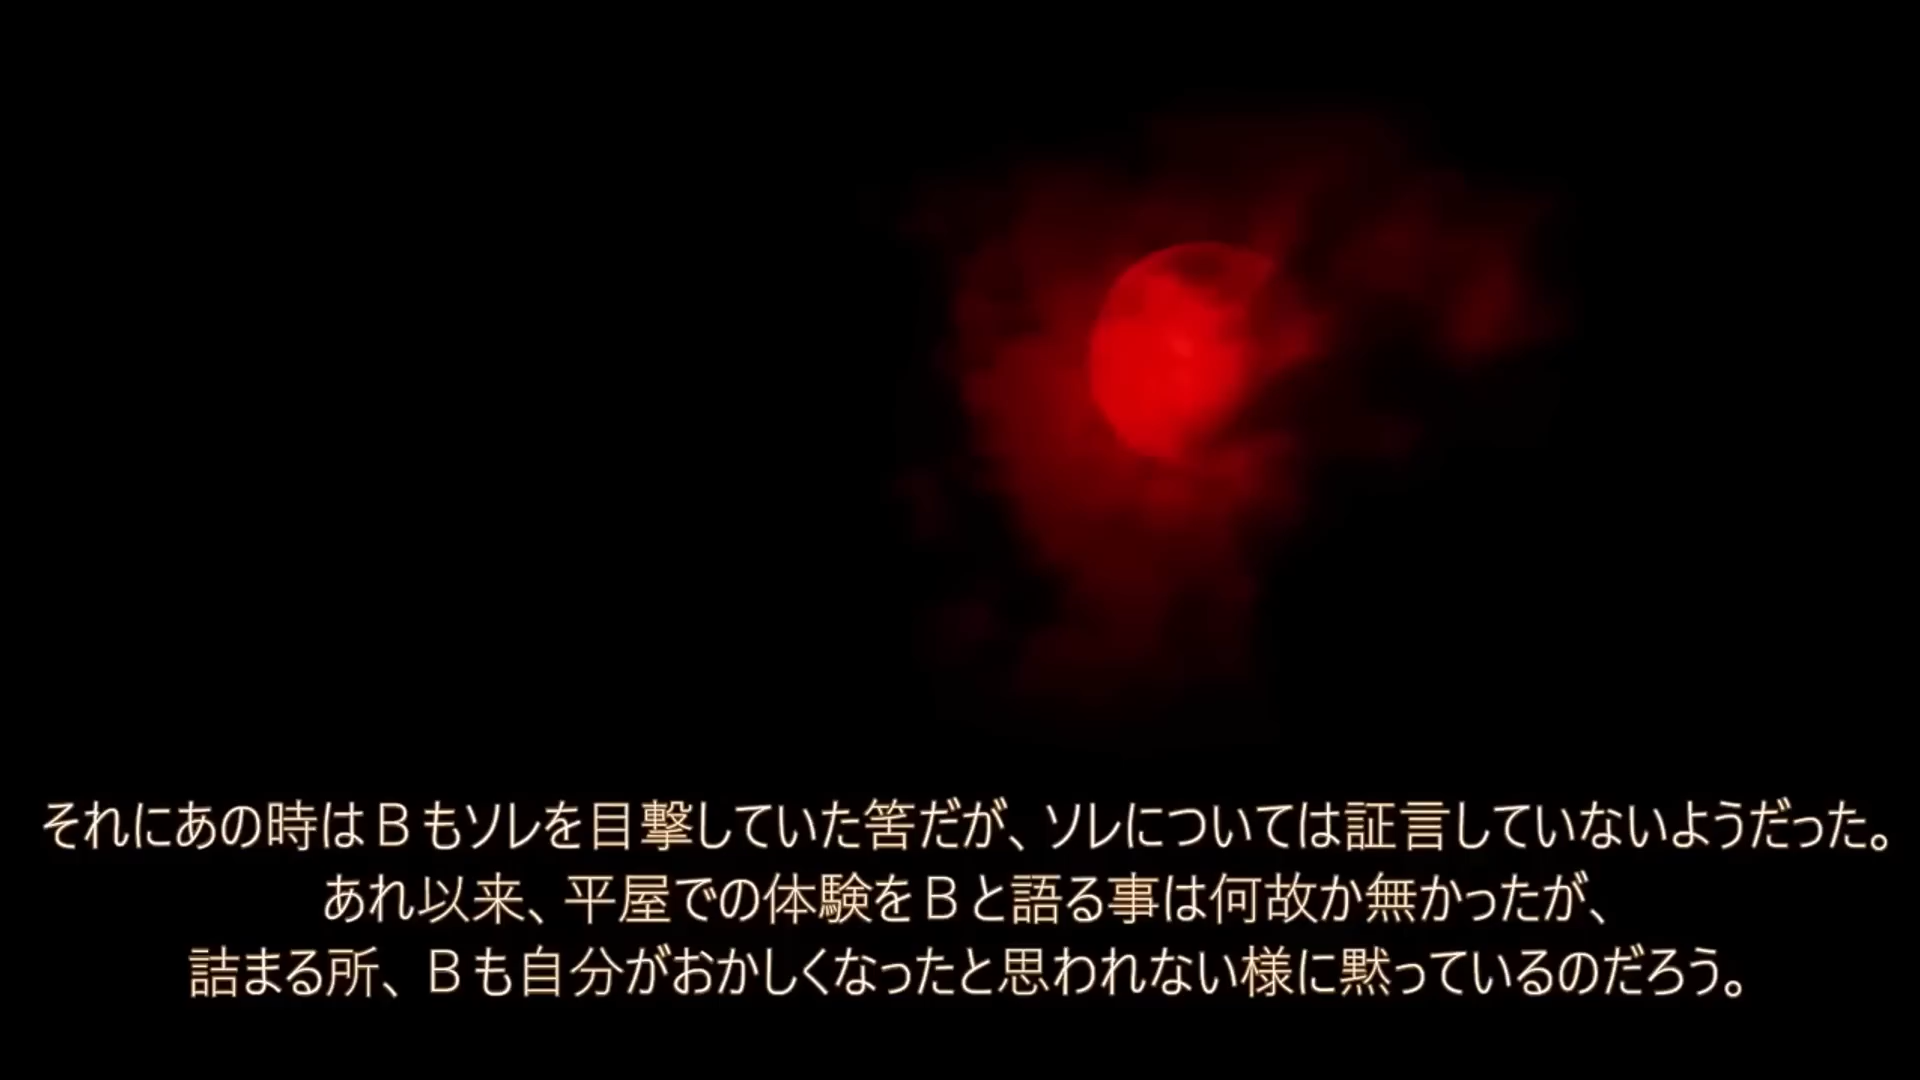 それにあの時はＢもソレを目撃していた筈だが、ソレについては証言していないようだった。
あれ以来、平屋での体験をＢと語る事は何故か無かったが、
詰まる所、Ｂも自分がおかしくなったと思われない様に黙っているのだろう。